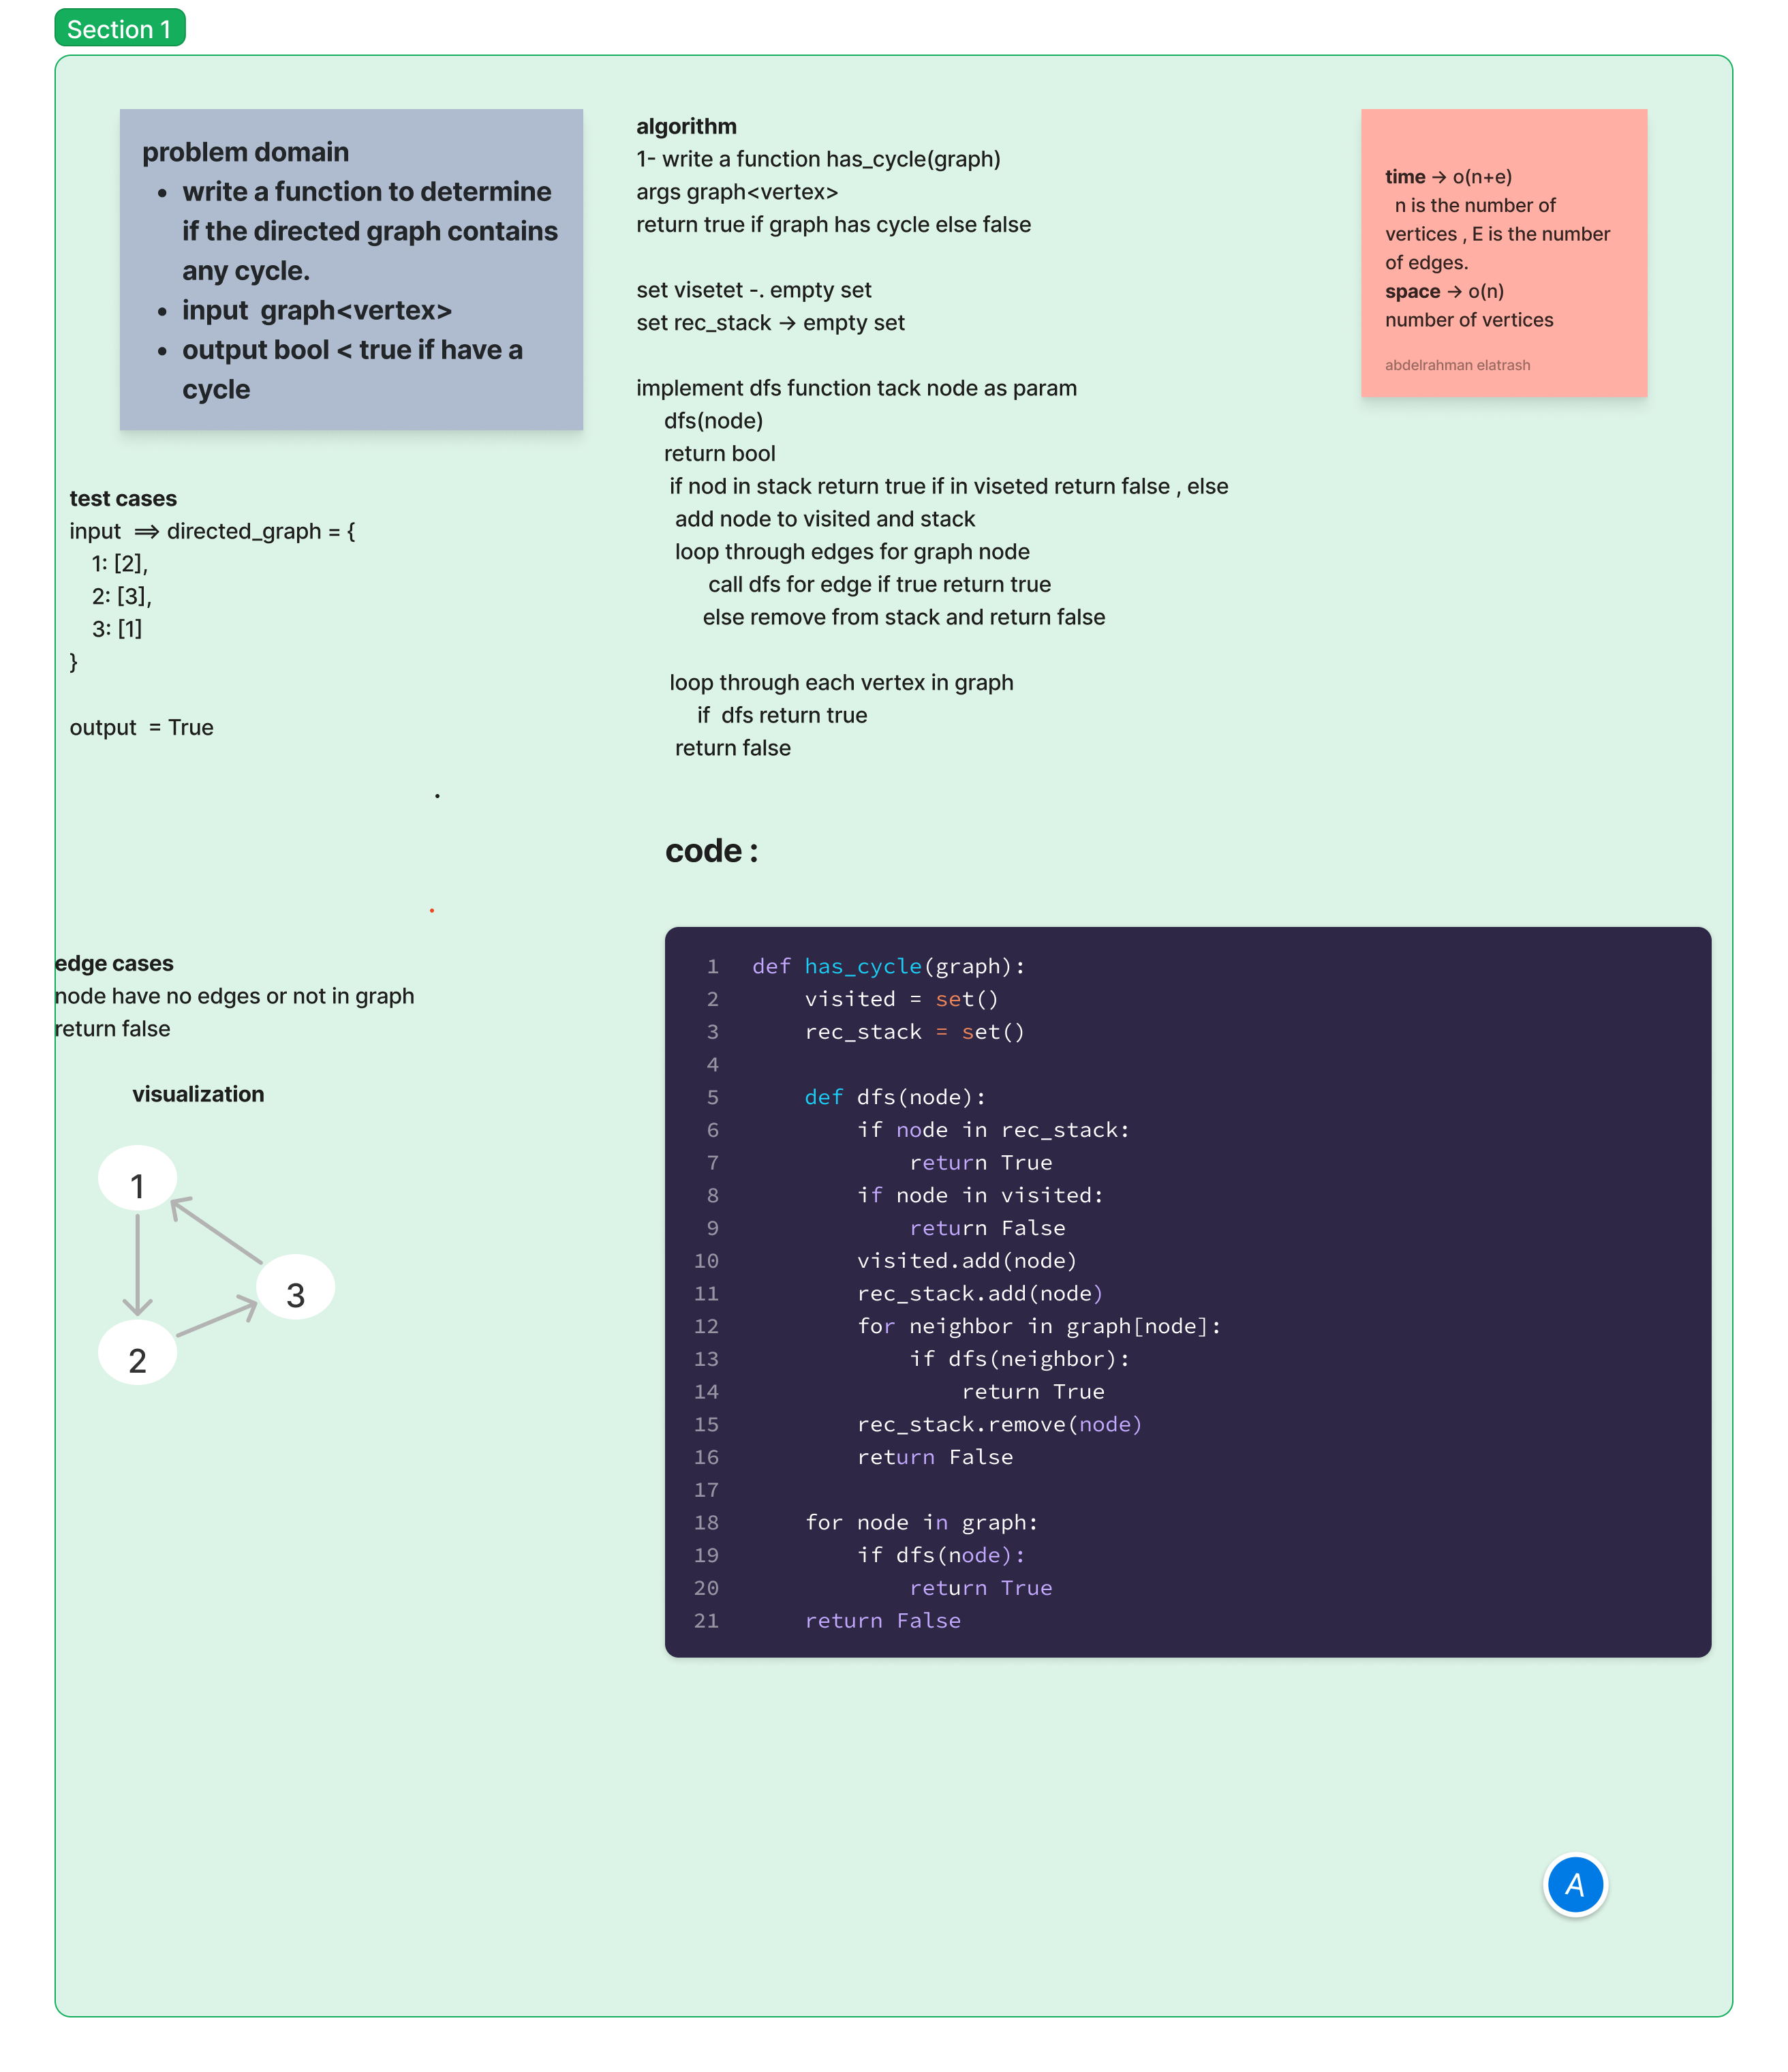 Section 1
problem domain
• write a function to determine
if the directed graph contains
any cycle.
• input  graph<vertex>
• output bool < true if have a
cycle
algorithm
1- write a function has_cycle(graph)
args graph<vertex>
return true if graph has cycle else false
set visetet -. empty set
set rec_stack → empty set
implement dfs function tack node as param
dfs(node)
return bool
if nod in stack return true if in viseted return false , else
add node to visited and stack
loop through edges for graph node
call dfs for edge if true return true
else remove from stack and return false
loop through each vertex in graph
if  dfs return true
return false
time → o(n+e)
n is the number of
vertices , E is the number
of edges.
space → o(n)
number of vertices
abdelrahman elatrash
test cases
input  ⟹ directed_graph = {
1: [2],
2: [3],
3: [1]
}
output  = True
edge cases
node have no edges or not in graph
return false
visualization
1
3
2
code :
1 def has_cycle(graph):
2     visited = set()
3     rec_stack = set()
4
5     def dfs(node):
6         if node in rec_stack:
7             return True
8         if node in visited:
9             return False
10         visited.add(node)
11         rec_stack.add(node)
12         for neighbor in graph[node]:
13             if dfs(neighbor):
14                 return True
15         rec_stack.remove(node)
16         return False
17
18     for node in graph:
19         if dfs(node):
20             return True
21     return False
A